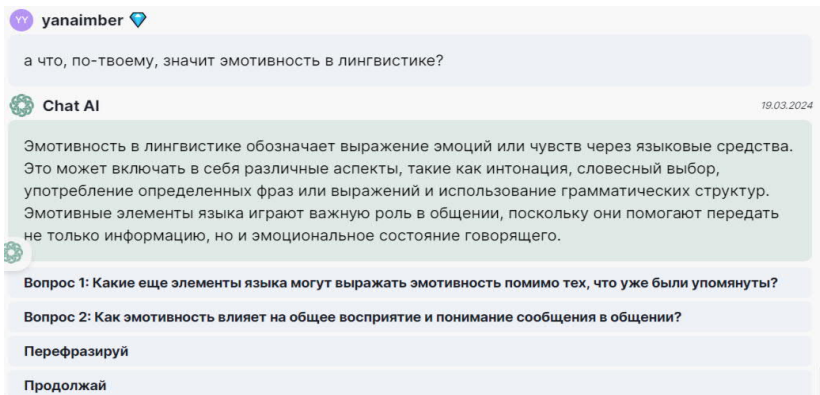 YY yanaimber
а что, по-твоему, значит эмотивность в лингвистике?
Chat AI
19.03.2024
Эмотивность в лингвистике обозначает выражение эмоций или чувств через языковые средства.
Это может включать в себя различные аспекты, такие как интонация, словесный выбор,
употребление определенных фраз или выражений и использование грамматических структур.
Эмотивные элементы языка играют важную роль в общении, поскольку они помогают передать
не только информацию, но и эмоциональное состояние говорящего.
Вопрос 1: Какие еще элементы языка могут выражать эмотивность помимо тех, что уже были упомянуты?
Вопрос 2: Как эмотивность влияет на общее восприятие и понимание сообщения в общении?
Перефразируй
Продолжай